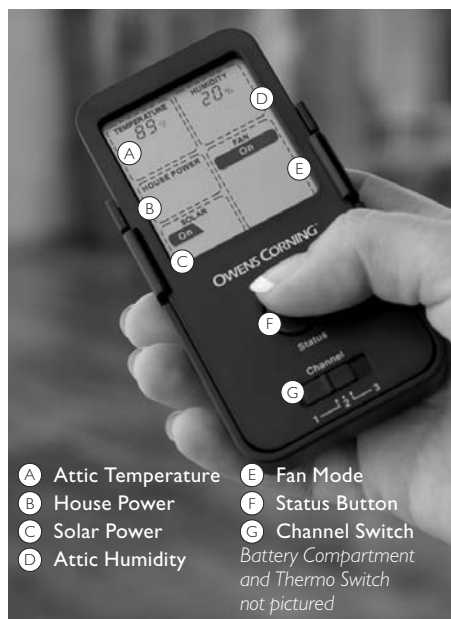 TEMPERATURE
89 °F
HUMIDITY
20 %
D
A
FAN
On
HOUSE POWER
E
B
SOLAR
On
C
OWENS CORNING™
F
Status
Channel
G
1 2 3
A Attic Temperature
B House Power
C Solar Power
D Attic Humidity
E Fan Mode
F Status Button
G Channel Switch
Battery Compartment
and Thermo Switch
not pictured